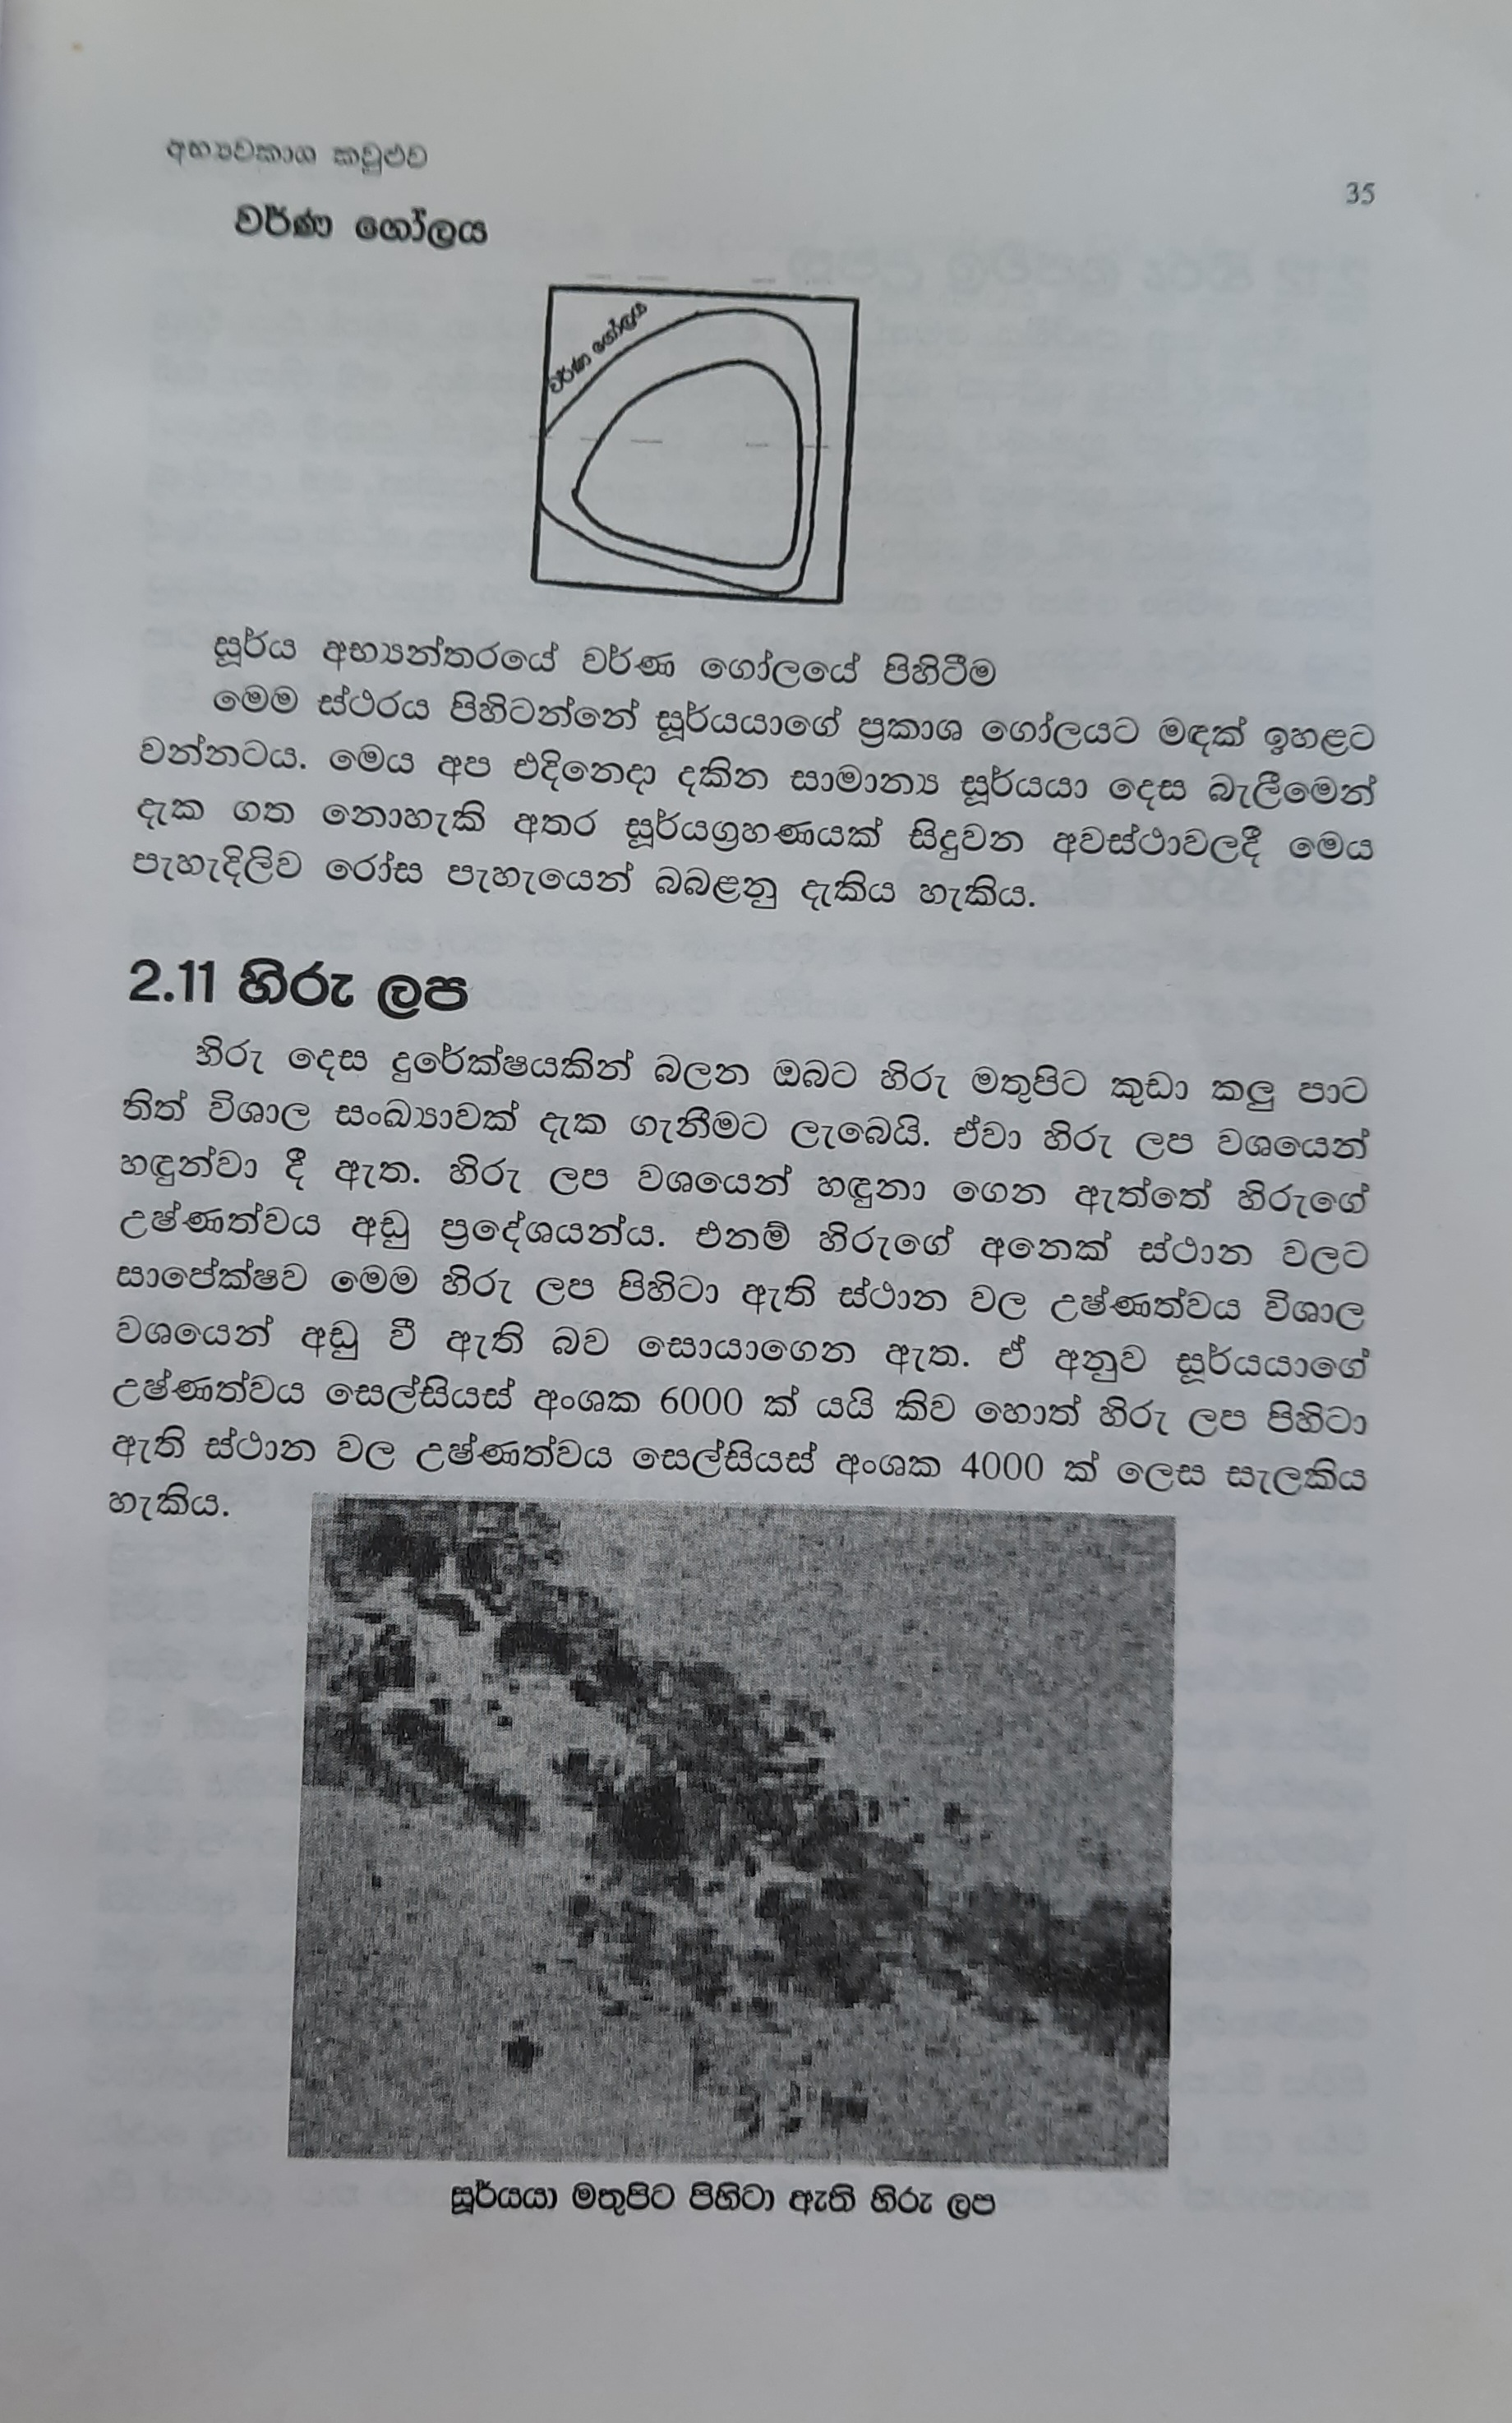 අභ්‍යවකාශ කවුළුව
35
වර්ණ ගෝලය
වර්ණ ගෝලය
සූර්ය අභ්‍යන්තරයේ වර්ණ ගෝලයේ පිහිටීම
මෙම ස්ථරය පිහිටන්නේ සූර්යයාගේ ප්‍රකාශ ගෝලයට මඳක් ඉහළට
වන්නටය. මෙය අප එදිනෙදා දකින සාමාන්‍ය සූර්යයා දෙස බැලීමෙන්
දැක ගත නොහැකි අතර සූර්යග්‍රහණයක් සිදුවන අවස්ථාවලදී මෙය
පැහැදිලිව රෝස පැහැයෙන් බබළනු දැකිය හැකිය.
2.11 හිරු ලප
හිරු දෙස දුරේක්ෂයකින් බලන ඔබට හිරු මතුපිට කුඩා කලු පාට
තිත් විශාල සංඛ්‍යාවක් දැක ගැනීමට ලැබෙයි. ඒවා හිරු ලප වශයෙන්
හඳුන්වා දී ඇත. හිරු ලප වශයෙන් හඳුනා ගෙන ඇත්තේ හිරුගේ
උෂ්ණත්වය අඩු ප්‍රදේශයන්ය. එනම් හිරුගේ අනෙක් ස්ථාන වලට
සාපේක්ෂව මෙම හිරු ලප පිහිටා ඇති ස්ථාන වල උෂ්ණත්වය විශාල
වශයෙන් අඩු වී ඇති බව සොයාගෙන ඇත. ඒ අනුව සූර්යයාගේ
උෂ්ණත්වය සෙල්සියස් අංශක 6000 ක් යයි කිව හොත් හිරු ලප පිහිටා
ඇති ස්ථාන වල උෂ්ණත්වය සෙල්සියස් අංශක 4000 ක් ලෙස සැලකිය
හැකිය.
සූර්යයා මතුපිට පිහිටා ඇති හිරු ලප